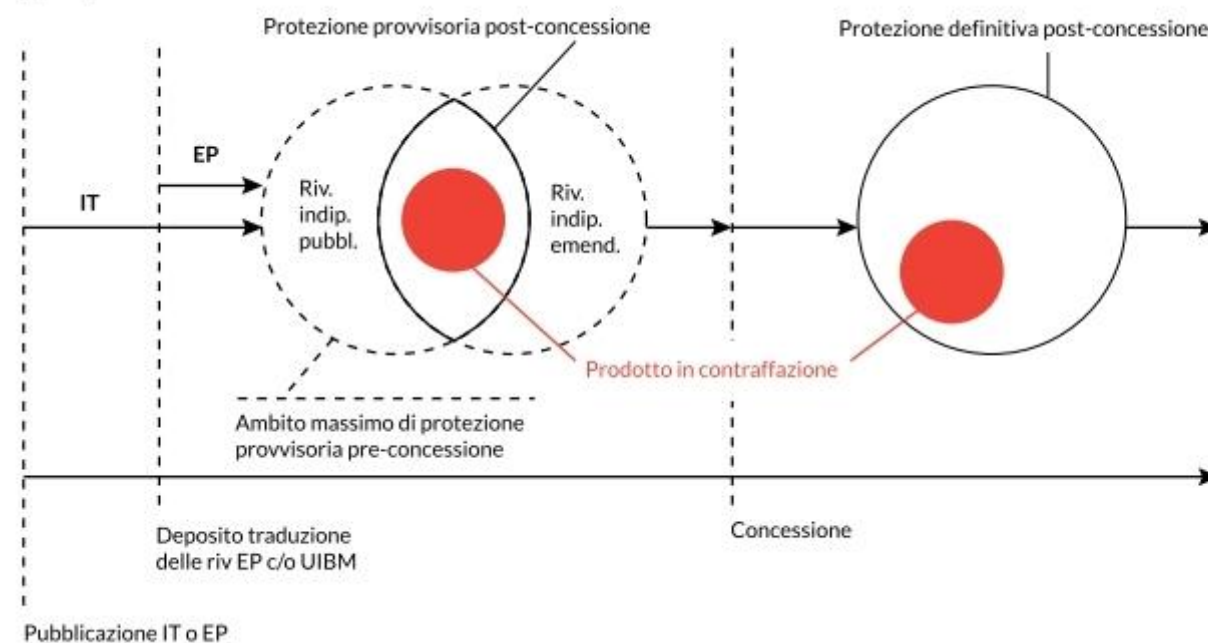 Protezione provvisoria post-concessione
Protezione definitiva post-concessione
EP
IT
Riv.
indip.
pubbl.
Riv.
indip.
emend.
Prodotto in contraffazione
Ambito massimo di protezione
provvisoria pre-concessione
Deposito traduzione
delle riv EP c/o UIBM
Concessione
Pubblicazione IT o EP